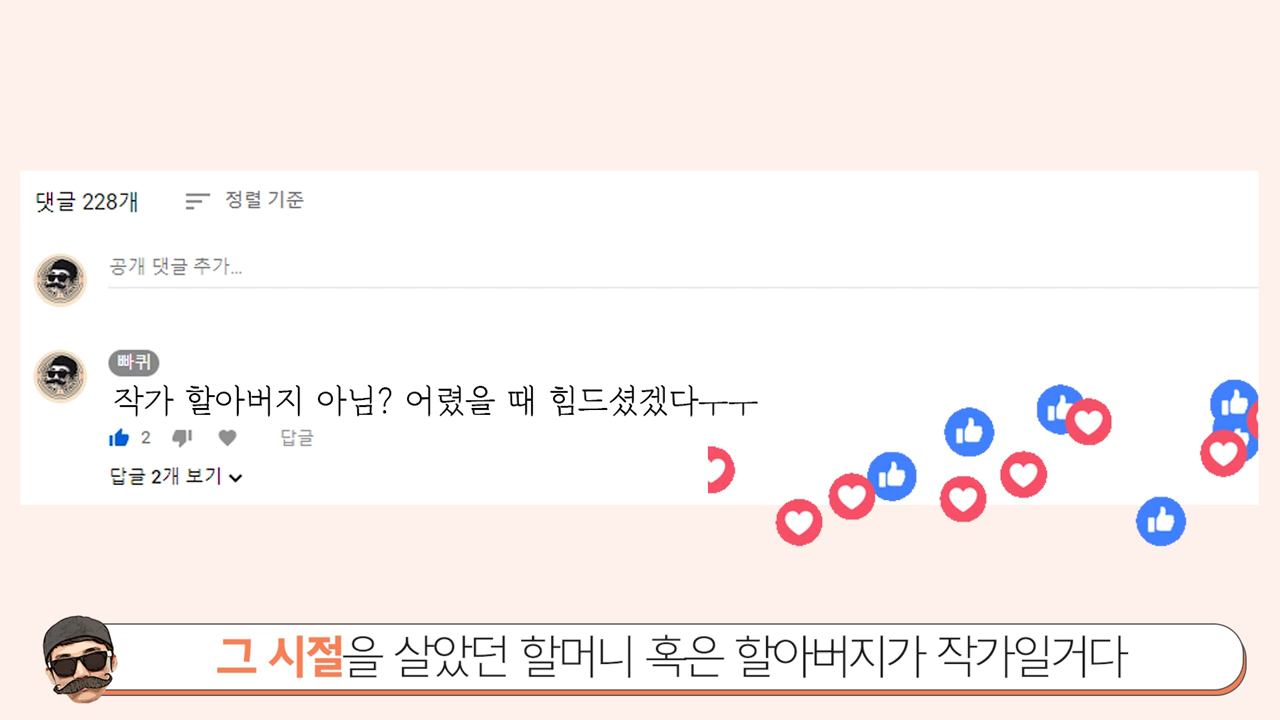 댓글 228개
정렬 기준
공개 댓글 추가...
빠퀴
작가 할아버지 아님? 어렸을 때 힘드셨겠다ㅜㅜ
2
답글
답글 2개 보기
그 시절을 살았던 할머니 혹은 할아버지가 작가일거다